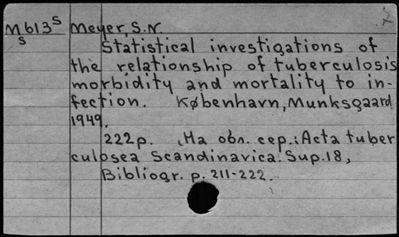 M613 s Meyer, S.N.
s Statistical investigations of
the relationship of tuberculosis
morbidity and mortality to in-
fection. København, Munksgaard
1949.
222p. (На обл. сер.: Acta tuber
culosea Scandinavica. Sup. 18,
Bibliogr. p. 211-222.